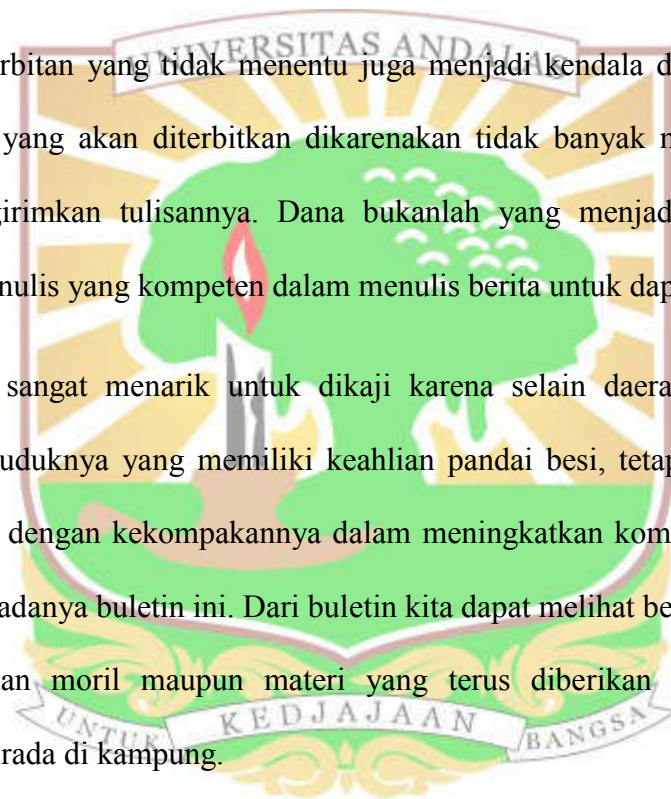 UNIVERSITAS ANDALAS
rbitan yang tidak menentu juga menjadi kendala d
yang akan diterbitkan dikarenakan tidak banyak
girimkan tulisannya. Dana bukanlah yang menjad
nulis yang kompeten dalam menulis berita untuk dap
sangat menarik untuk dikaji karena selain daera
uduknya yang memiliki keahlian pandai besi, tetap
dengan kekompakannya dalam meningkatkan kom
adanya buletin ini. Dari buletin kita dapat melihat be
an moril maupun materi yang terus diberikan
UNTUK KEDJAJAAN BANGSA
rada di kampung.